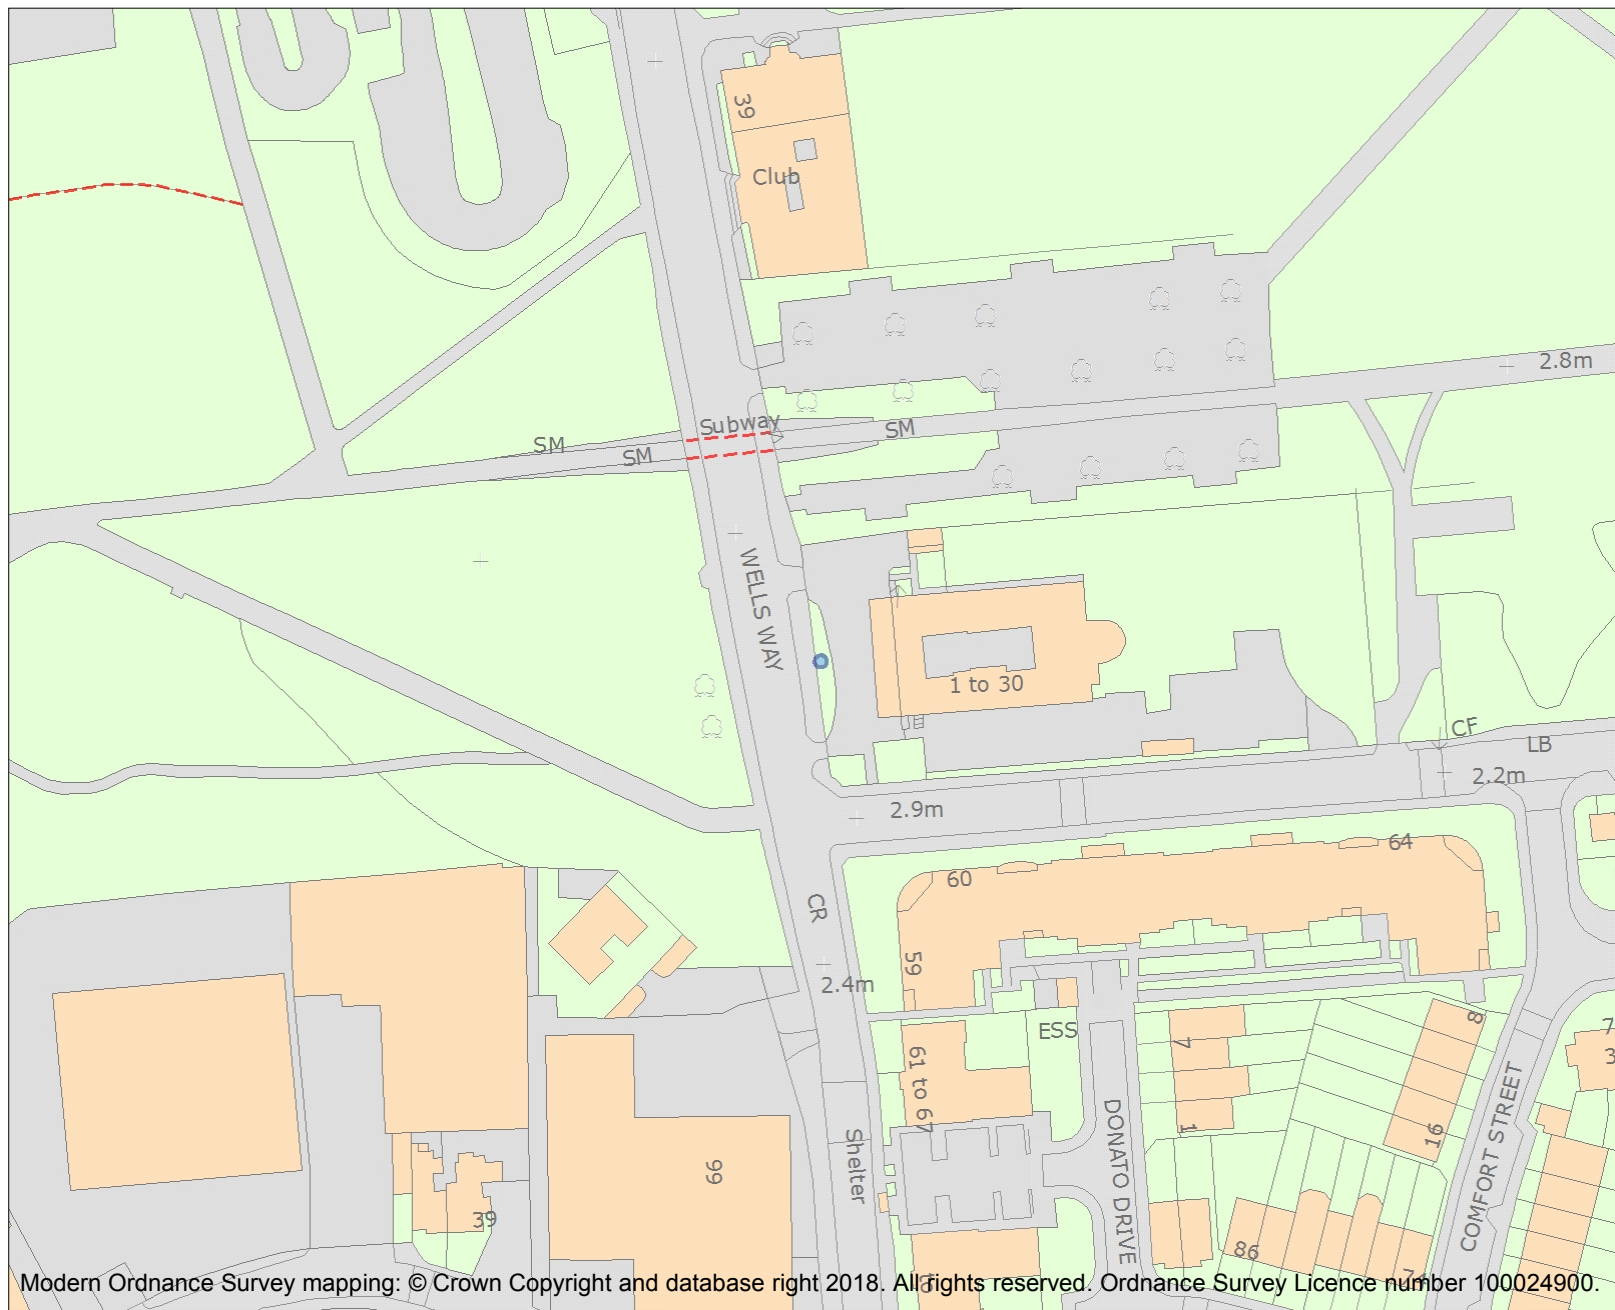 39
Club
2.8m
Subway
SM
SM
SM
WELLS WAY
1 to 30
CF
LB
2.2m
2.9m
64
60
CR
59
2.4m
ESS
8
7
61 to 67
7
3
DONATO DRIVE
1
16
COMFORT STREET
Shelter
99
39
86
Modern Ordnance Survey mapping: © Crown Copyright and database right 2018. All rights reserved. Ordnance Survey Licence number 100024900.